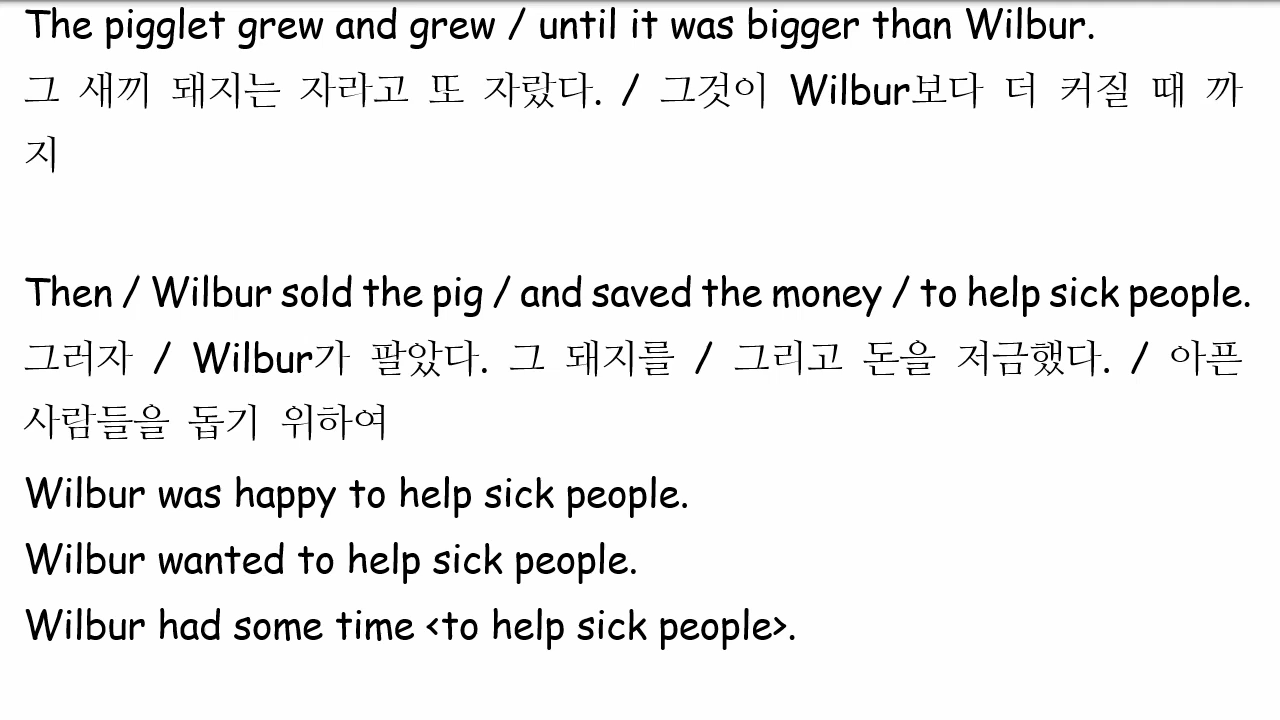 The pigglet grew and grew / until it was bigger than Wilbur.
그 새끼 돼지는 자라고 또 자랐다. / 그것이 Wilbur보다 더 커질 때 까
지
Then / Wilbur sold the pig / and saved the money / to help sick people.
그러자 / Wilbur가 팔았다. 그 돼지를 / 그리고 돈을 저금했다. / 아픈
사람들을 돕기 위하여
Wilbur was happy to help sick people.
Wilbur wanted to help sick people.
Wilbur had some time <to help sick people>.